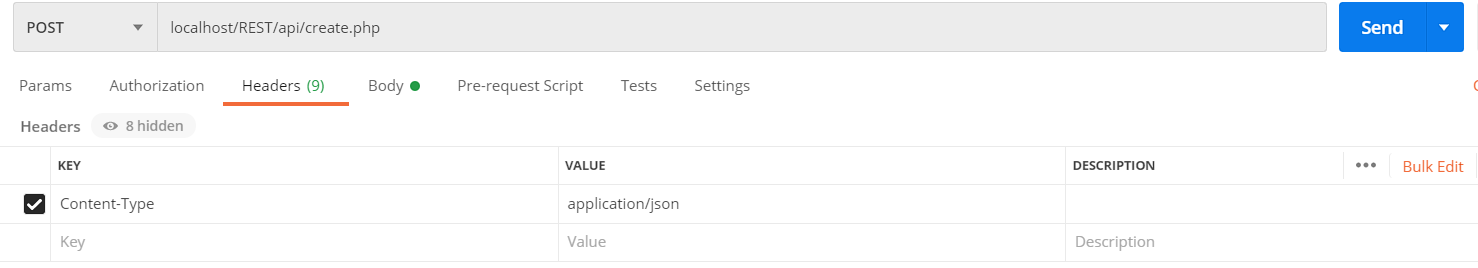 POST localhost/REST/api/create.php Send
Params Authorization Headers (9) Body Pre-request Script Tests Settings
Headers 8 hidden
KEY VALUE DESCRIPTION ••• Bulk Edit
Content-Type application/json
Key Value Description